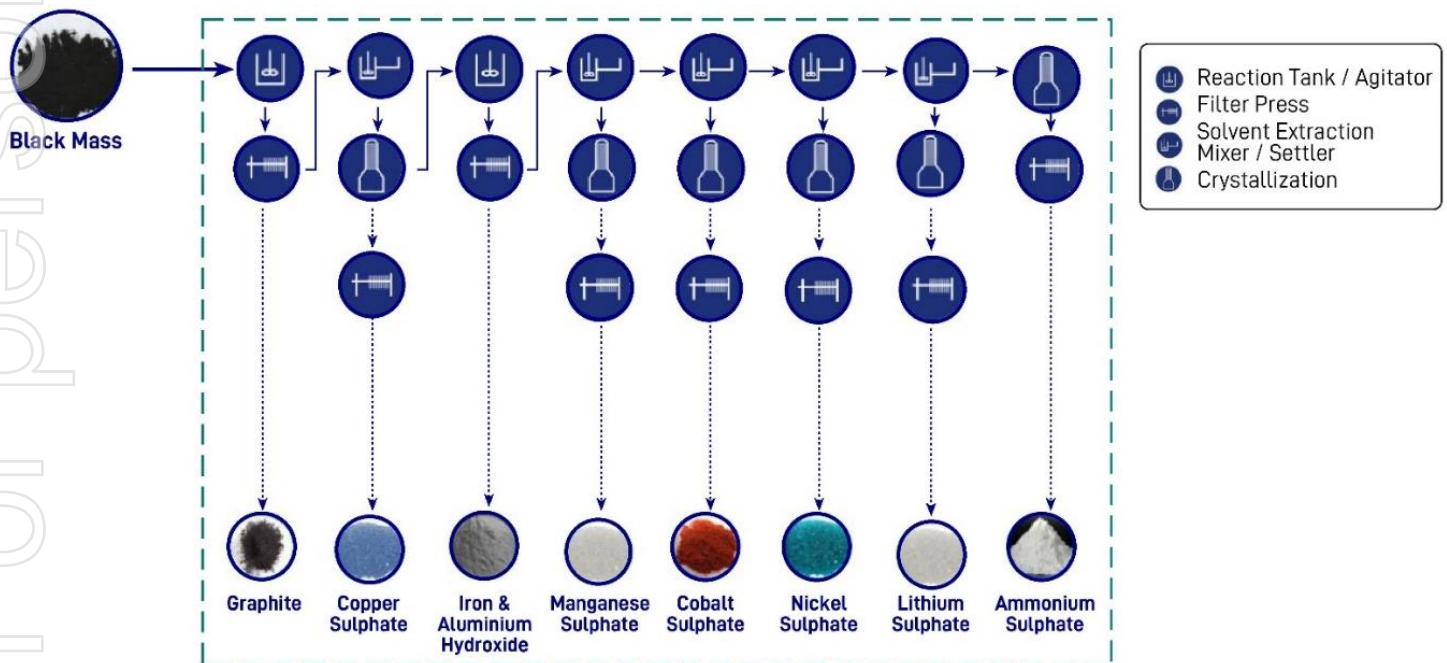 Black Mass
Reaction Tank / Agitator
Filter Press
Solvent Extraction
Mixer / Settler
Crystallization
Graphite
Copper
Sulphate
Iron &
Aluminium
Hydroxide
Manganese
Sulphate
Cobalt
Sulphate
Nickel
Sulphate
Lithium
Sulphate
Ammonium
Sulphate